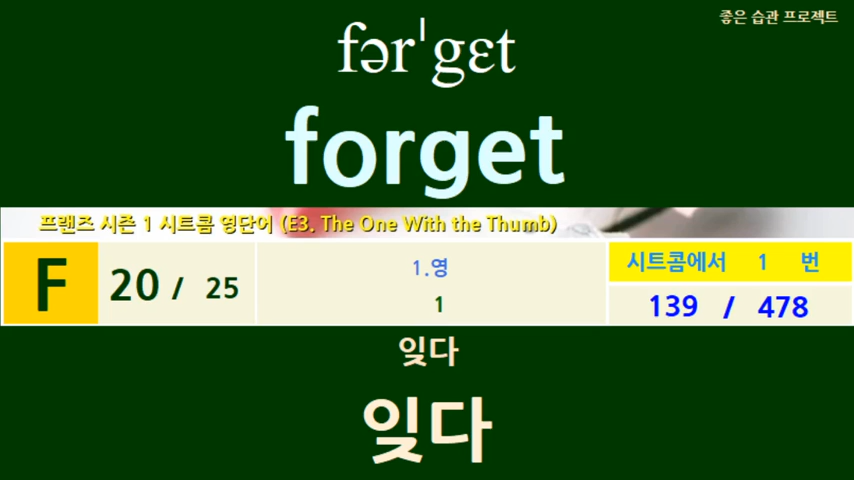 좋은 습관 프로젝트
fərˈgɛt
forget
프랜즈 시즌 1 시트콤 영단어 (E3. The One With the Thumb)
F 20 / 25
1.영
1
시트콤에서 1 번
139 / 478
잊다
잊다